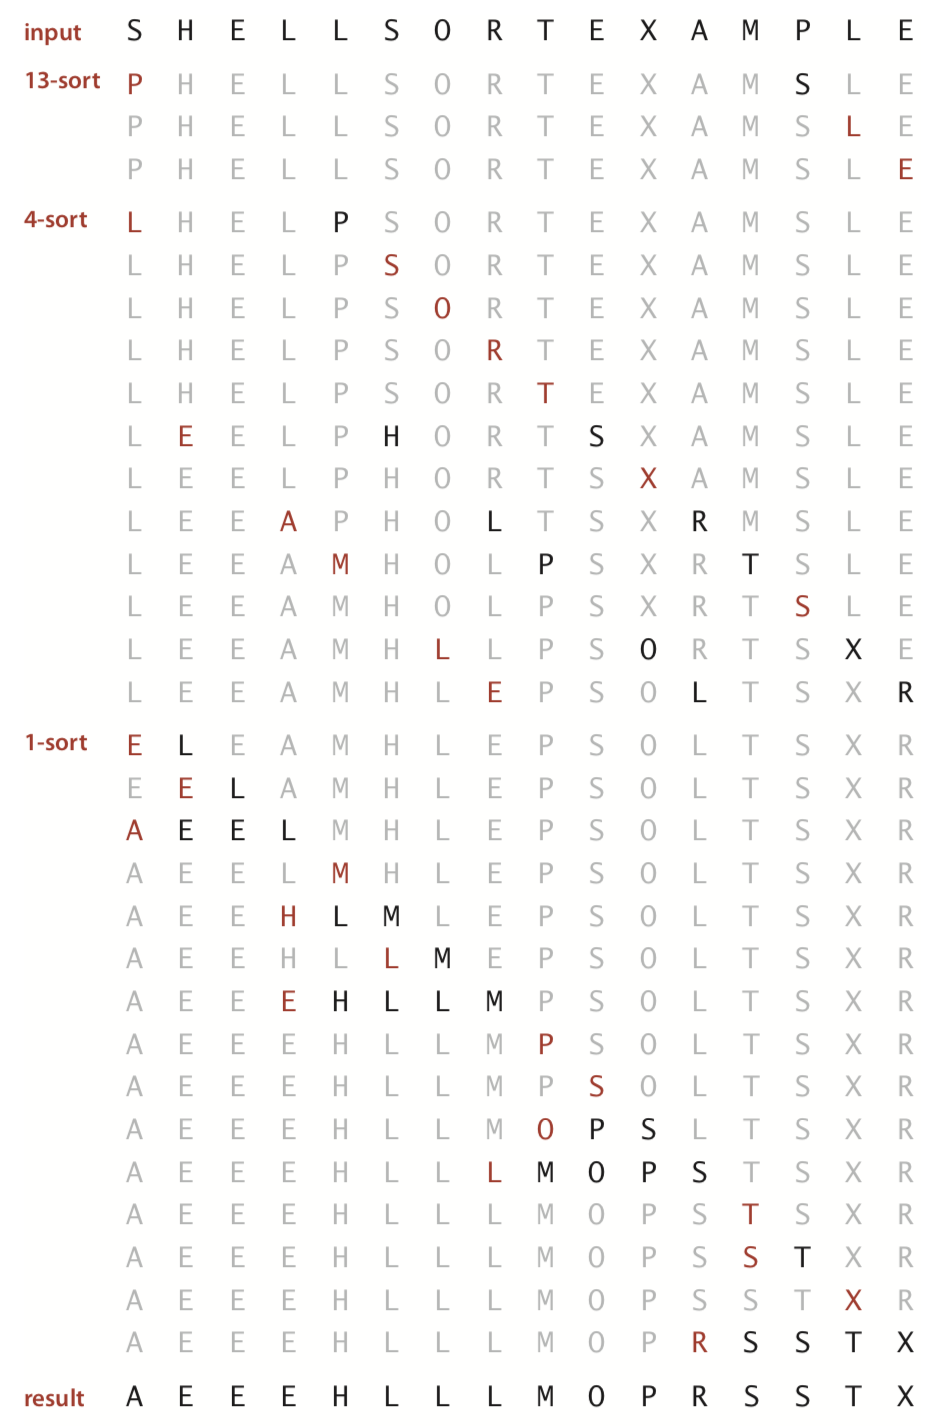 input S H E L L S O R T E X A M P L E
13-sort P H E L L S O R T E X A M S L E
P H E L L S O R T E X A M S L E
P H E L L S O R T E X A M S L E
4-sort L H E L P S O R T E X A M S L E
L H E L P S O R T E X A M S L E
L H E L P S O R T E X A M S L E
L H E L P S O R T E X A M S L E
L H E L P S O R T E X A M S L E
L E E L P H O R T S X A M S L E
L E E L P H O R T S X A M S L E
L E E A P H O L T S X R M S L E
L E E A M H O L P S X R T S L E
L E E A M H O L P S X R T S L E
L E E A M H L L P S O R T S X E
L E E A M H L E P S O L T S X R
1-sort E L E A M H L E P S O L T S X R
E E L A M H L E P S O L T S X R
A E E L M H L E P S O L T S X R
A E E L M H L E P S O L T S X R
A E E H L M L E P S O L T S X R
A E E H L L M E P S O L T S X R
A E E E H L L M P S O L T S X R
A E E E H L L M P S O L T S X R
A E E E H L L M P S O L T S X R
A E E E H L L M O P S L T S X R
A E E E H L L L M O P S T S X R
A E E E H L L L M O P S T S X R
A E E E H L L L M O P S S T X R
A E E E H L L L M O P S S T X R
A E E E H L L L M O P R S S T X
result A E E E H L L L M O P R S S T X